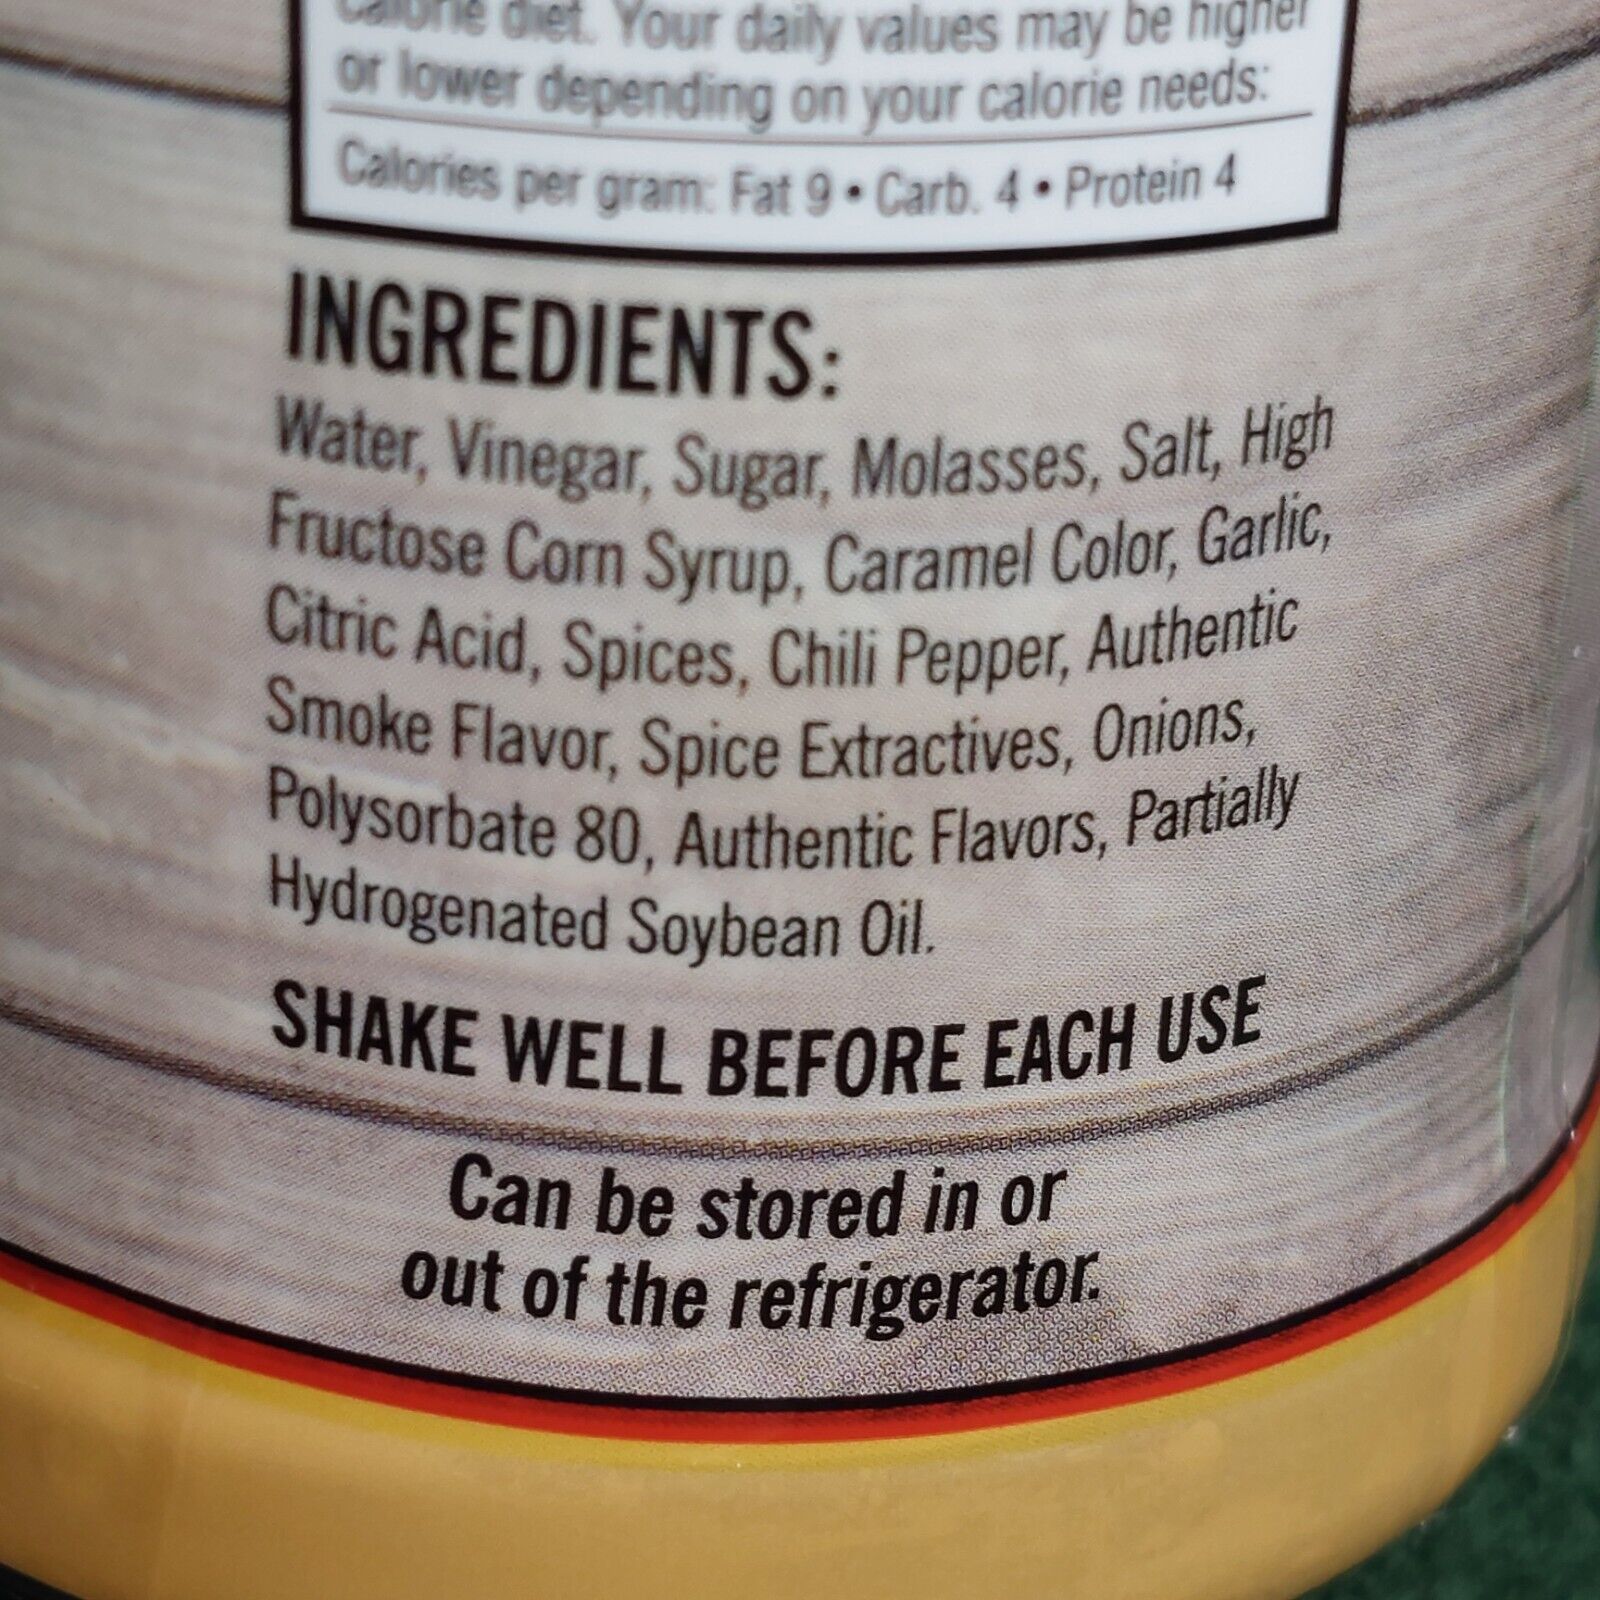 calorie diet. Your daily values may be higher
or lower depending on your calorie needs:
Calories per gram: Fat 9 • Carb. 4 • Protein 4
INGREDIENTS:
Water, Vinegar, Sugar, Molasses, Salt, High
Fructose Corn Syrup, Caramel Color, Garlic,
Citric Acid, Spices, Chili Pepper, Authentic
Smoke Flavor, Spice Extractives, Onions,
Polysorbate 80, Authentic Flavors, Partially
Hydrogenated Soybean Oil.
SHAKE WELL BEFORE EACH USE
Can be stored in or
out of the refrigerator.